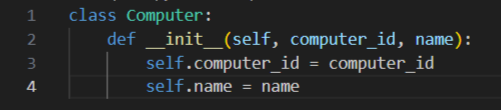 1 class Computer:
2     def __init__(self, computer_id, name):
3         self.computer_id = computer_id
4         self.name = name